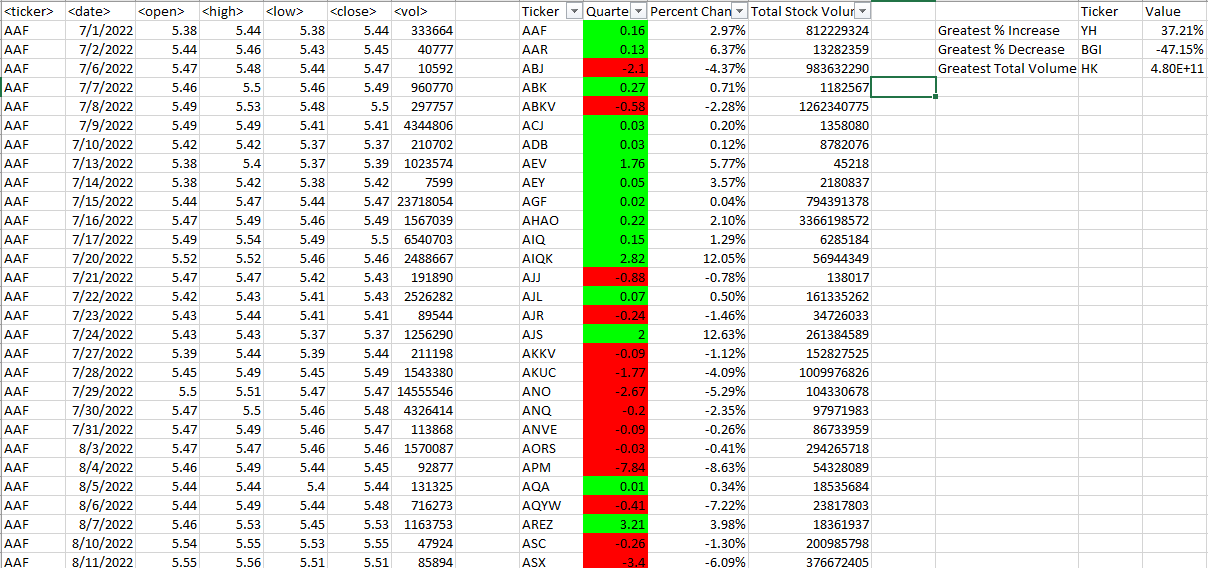 <ticker> <date> <open> <high> <low> <close> <vol> Ticker Quarte Percent Chan Total Stock Volur Ticker Value
AAF 7/1/2022 5.38 5.44 5.38 5.44 333664 AAF 0.16 2.97% 812229324 Greatest % Increase YH 37.21%
AAF 7/2/2022 5.44 5.46 5.43 5.45 40777 AAR 0.13 6.37% 13282359 Greatest % Decrease BGI -47.15%
AAF 7/6/2022 5.47 5.48 5.44 5.47 10592 ABJ -2.1 -4.37% 983632290 Greatest Total Volume HK 4.80E+11
AAF 7/7/2022 5.46 5.5 5.46 5.49 960770 ABK 0.27 0.71% 1182567
AAF 7/8/2022 5.49 5.53 5.48 5.5 297757 ABKV -0.58 -2.28% 1262340775
AAF 7/9/2022 5.49 5.49 5.41 5.41 4344806 ACJ 0.03 0.20% 1358080
AAF 7/10/2022 5.42 5.42 5.37 5.37 210702 ADB 0.03 0.12% 8782076
AAF 7/13/2022 5.38 5.4 5.37 5.39 1023574 AEV 1.76 5.77% 45218
AAF 7/14/2022 5.38 5.42 5.38 5.42 7599 AEY 0.05 3.57% 2180837
AAF 7/15/2022 5.44 5.47 5.44 5.47 23718054 AGF 0.02 0.04% 794391378
AAF 7/16/2022 5.47 5.49 5.46 5.49 1567039 AHAO 0.22 2.10% 3366198572
AAF 7/17/2022 5.49 5.54 5.49 5.5 6540703 AIQ 0.15 1.29% 6285184
AAF 7/20/2022 5.52 5.52 5.46 5.46 2488667 AIQK 2.82 12.05% 56944349
AAF 7/21/2022 5.47 5.47 5.42 5.43 191890 AJJ -0.88 -0.78% 138017
AAF 7/22/2022 5.42 5.43 5.41 5.43 2526282 AJL 0.07 0.50% 161335262
AAF 7/23/2022 5.43 5.44 5.41 5.41 89544 AJR -0.24 -1.46% 34726033
AAF 7/24/2022 5.43 5.43 5.37 5.37 1256290 AJS 2 12.63% 261384589
AAF 7/27/2022 5.39 5.44 5.39 5.44 211198 AKKV -0.09 -1.12% 152827525
AAF 7/28/2022 5.45 5.49 5.45 5.49 1543380 AKUC -1.77 -4.09% 1009976826
AAF 7/29/2022 5.5 5.51 5.47 5.47 14555546 ANO -2.67 -5.29% 104330678
AAF 7/30/2022 5.47 5.5 5.46 5.48 4326414 ANQ -0.2 -2.35% 97971983
AAF 7/31/2022 5.47 5.49 5.46 5.47 113868 ANVE -0.09 -0.26% 86733959
AAF 8/3/2022 5.47 5.47 5.46 5.46 1570087 AORS -0.03 -0.41% 294265718
AAF 8/4/2022 5.46 5.49 5.44 5.45 92877 APM -7.84 -8.63% 54328089
AAF 8/5/2022 5.44 5.44 5.4 5.44 131325 AQA 0.01 0.34% 18535684
AAF 8/6/2022 5.44 5.49 5.44 5.48 716273 AQYW -0.41 -7.22% 23817803
AAF 8/7/2022 5.46 5.53 5.45 5.53 1163753 AREZ 3.21 3.98% 18361937
AAF 8/10/2022 5.54 5.55 5.53 5.55 47924 ASC -0.26 -1.30% 200985798
AAF 8/11/2022 5.55 5.56 5.51 5.51 85894 ASX -3.4 -6.09% 376672405